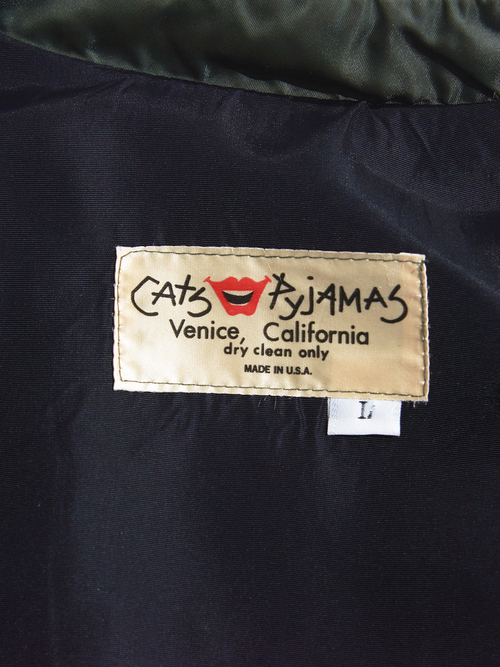 CATS PYJAMAS
Venice, California
dry clean only
MADE IN U.S.A.
L